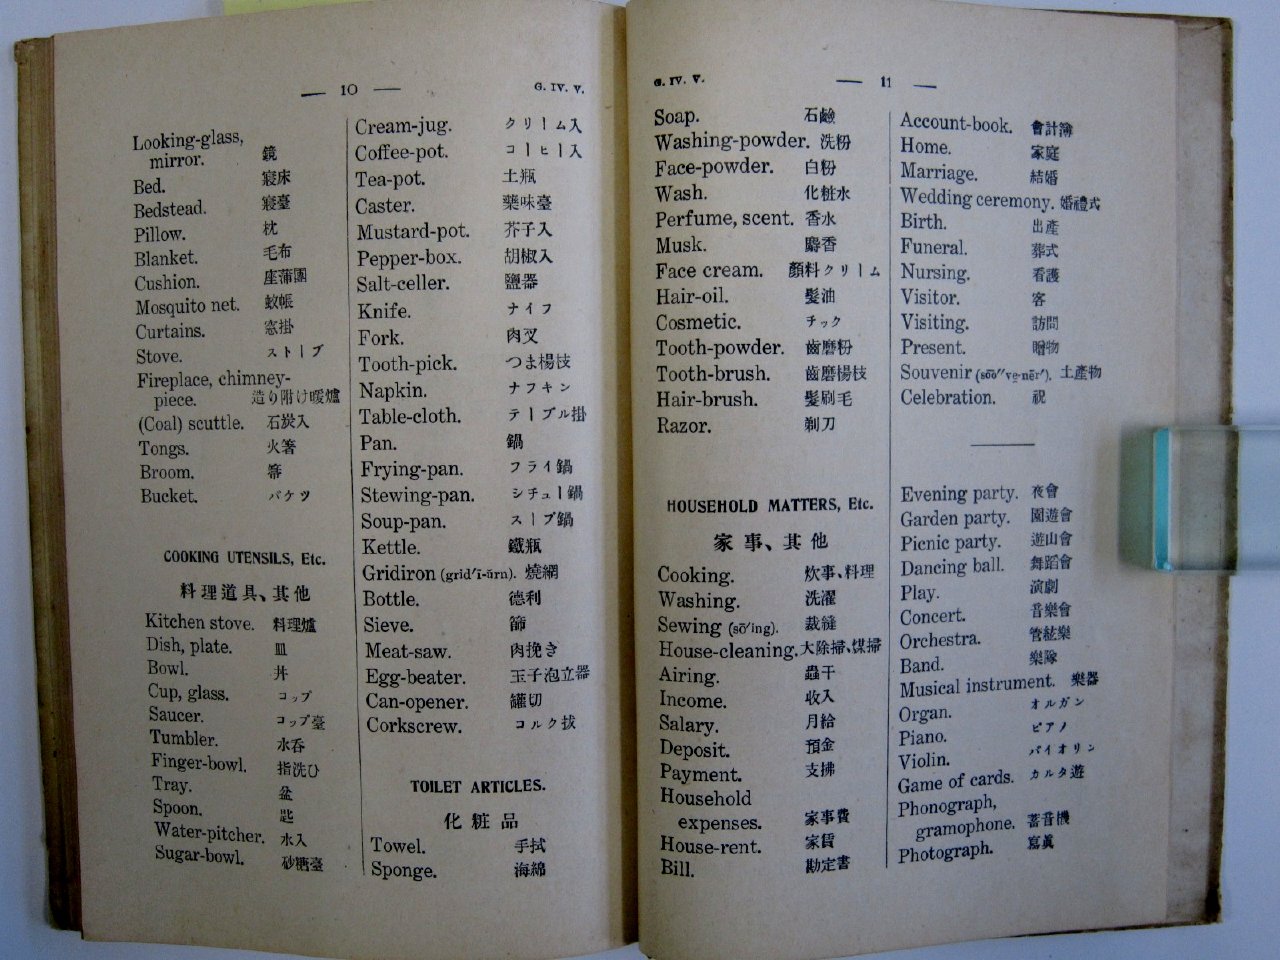 — 10 —
G. IV. V.
Looking-glass,
mirror. 鏡
Bed. 寢床
Bedstead. 寢臺
Pillow. 枕
Blanket. 毛布
Cushion. 座蒲團
Mosquito net. 蚊帳
Curtains. 窓掛
Stove. ストーブ
Fireplace, chimney-
piece. 造り附け暖爐
(Coal) scuttle. 石炭入
Tongs. 火箸
Broom. 箒
Bucket. バケツ
COOKING UTENSILS, Etc.
料理道具、其他
Kitchen stove. 料理爐
Dish, plate. 皿
Bowl. 丼
Cup, glass. コップ
Saucer. コップ臺
Tumbler. 水呑
Finger-bowl. 指洗ひ
Tray. 盆
Spoon. 匙
Water-pitcher. 水入
Sugar-bowl. 砂糖臺
Cream-jug. クリーム入
Coffee-pot. コーヒー入
Tea-pot. 土瓶
Caster. 藥味臺
Mustard-pot. 芥子入
Pepper-box. 胡椒入
Salt-celler. 鹽器
Knife. ナイフ
Fork. 肉叉
Tooth-pick. つま楊枝
Napkin. ナフキン
Table-cloth. テーブル掛
Pan. 鍋
Frying-pan. フライ鍋
Stewing-pan. シチュー鍋
Soup-pan. スープ鍋
Kettle. 鐵瓶
Gridiron (grid′ī-ûrn). 燒網
Bottle. 德利
Sieve. 篩
Meat-saw. 肉挽き
Egg-beater. 玉子泡立器
Can-opener. 罐切
Corkscrew. コルク拔
TOILET ARTICLES.
化粧品
Towel. 手拭
Sponge. 海綿
G. IV. V.
— 11 —
Soap. 石鹼
Washing-powder. 洗粉
Face-powder. 白粉
Wash. 化粧水
Perfume, scent. 香水
Musk. 麝香
Face cream. 顏料クリーム
Hair-oil. 髮油
Cosmetic. チック
Tooth-powder. 齒磨粉
Tooth-brush. 齒磨楊枝
Hair-brush. 髮刷毛
Razor. 剃刀
HOUSEHOLD MATTERS, Etc.
家事、其他
Cooking. 炊事、料理
Washing. 洗濯
Sewing (sō′ing). 裁縫
House-cleaning. 大除掃、煤掃
Airing. 蟲干
Income. 收入
Salary. 月給
Deposit. 預金
Payment. 支拂
Household
expenses. 家事費
House-rent. 家賃
Bill. 勘定書
Account-book. 會計簿
Home. 家庭
Marriage. 結婚
Wedding ceremony. 婚禮式
Birth. 出產
Funeral. 葬式
Nursing. 看護
Visitor. 客
Visiting. 訪問
Present. 贈物
Souvenir (sōō″ve-nēr′). 土產物
Celebration. 祝
Evening party. 夜會
Garden party. 園遊會
Picnic party. 遊山會
Dancing ball. 舞蹈會
Play. 演劇
Concert. 音樂會
Orchestra. 管絃樂
Band. 樂隊
Musical instrument. 樂器
Organ. オルガン
Piano. ピアノ
Violin. バイオリン
Game of cards. カルタ遊
Phonograph,
gramophone. 蓄音機
Photograph. 寫眞